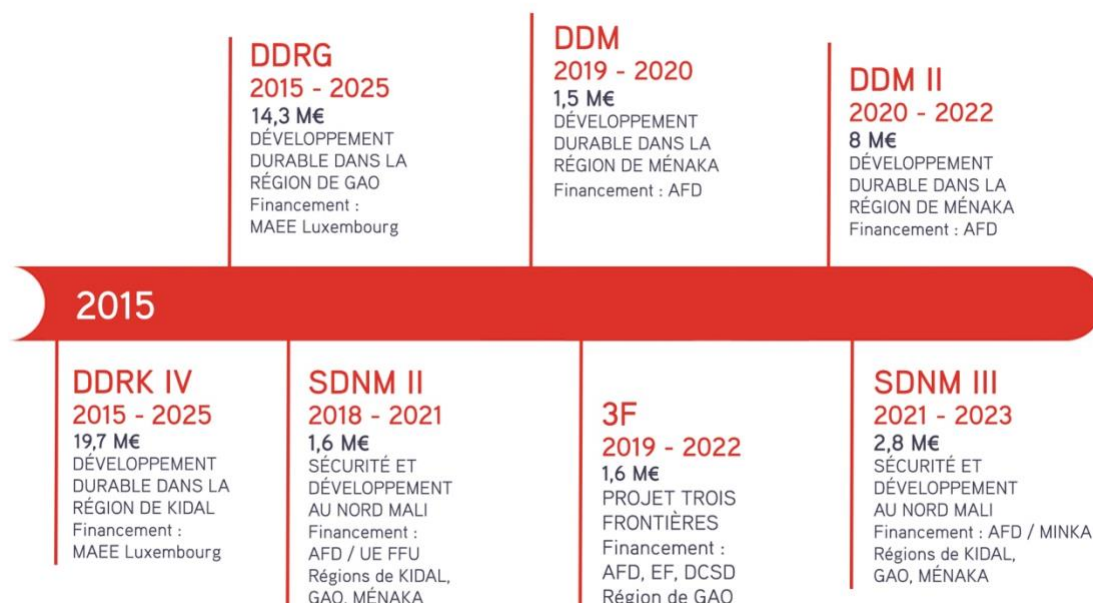 DDRG
2015 - 2025
14,3 M€
DÉVELOPPEMENT
DURABLE DANS LA
RÉGION DE GAO
Financement :
MAEE Luxembourg
DDM
2019 - 2020
1,5 M€
DÉVELOPPEMENT
DURABLE DANS LA
RÉGION DE MÉNAKA
Financement : AFD
DDM II
2020 - 2022
8 M€
DÉVELOPPEMENT
DURABLE DANS LA
RÉGION DE MÉNAKA
Financement : AFD
2015
DDRK IV
2015 - 2025
19,7 M€
DÉVELOPPEMENT
DURABLE DANS LA
RÉGION DE KIDAL
Financement :
MAEE Luxembourg
SDNM II
2018 - 2021
1,6 M€
SÉCURITÉ ET
DÉVELOPPEMENT
AU NORD MALI
Financement :
AFD / UE FFU
Régions de KIDAL,
GAO, MÉNAKA
3F
2019 - 2022
1,6 M€
PROJET TROIS
FRONTIÈRES
Financement :
AFD, EF, DCSD
Région de GAO
SDNM III
2021 - 2023
2,8 M€
SÉCURITÉ ET
DÉVELOPPEMENT
AU NORD MALI
Financement : AFD / MINKA
Régions de KIDAL,
GAO, MÉNAKA